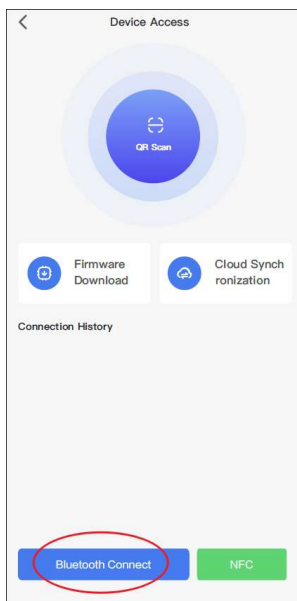 Device Access
QR Scan
Firmware
Download
Cloud Synch
ronization
Connection History
Bluetooth Connect
NFC